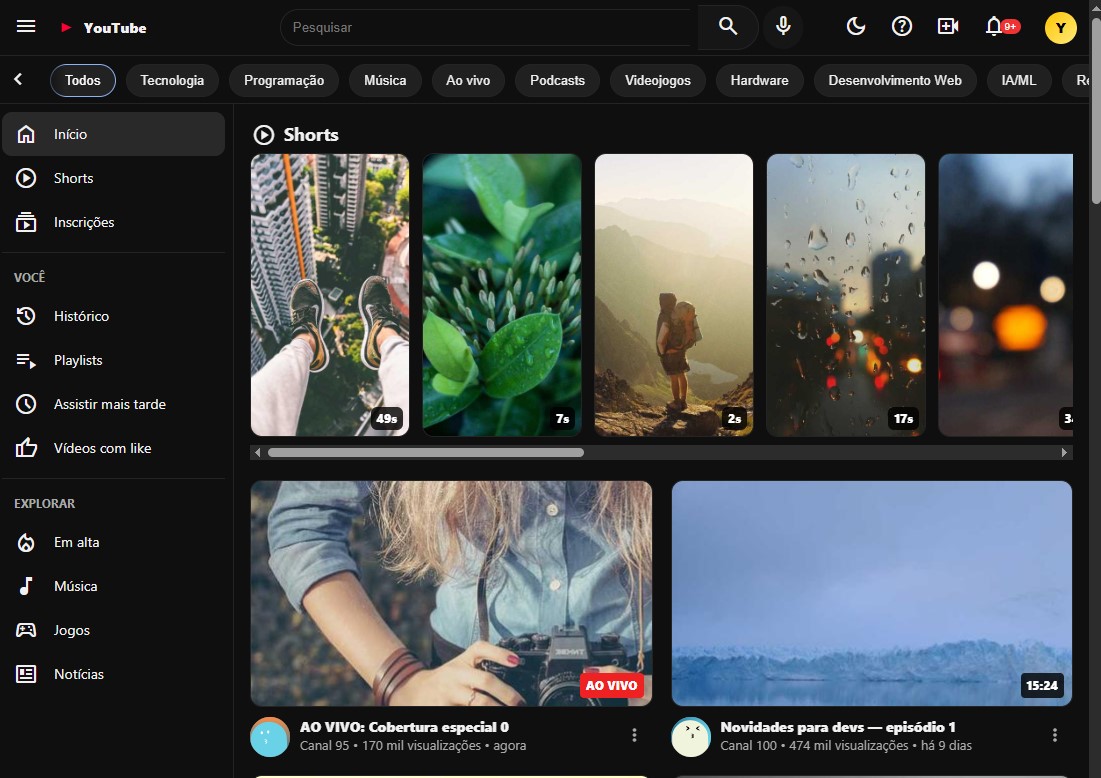 YouTube
Pesquisar
9+
Y
Todos
Tecnologia
Programação
Música
Ao vivo
Podcasts
Videojogos
Hardware
Desenvolvimento Web
IA/ML
Início
Shorts
Inscrições
VOCÊ
Histórico
Playlists
Assistir mais tarde
Vídeos com like
EXPLORAR
Em alta
Música
Jogos
Notícias
Shorts
49s
7s
2s
17s
AO VIVO
15:24
AO VIVO: Cobertura especial 0
Canal 95 • 170 mil visualizações • agora
Novidades para devs — episódio 1
Canal 100 • 474 mil visualizações • há 9 dias